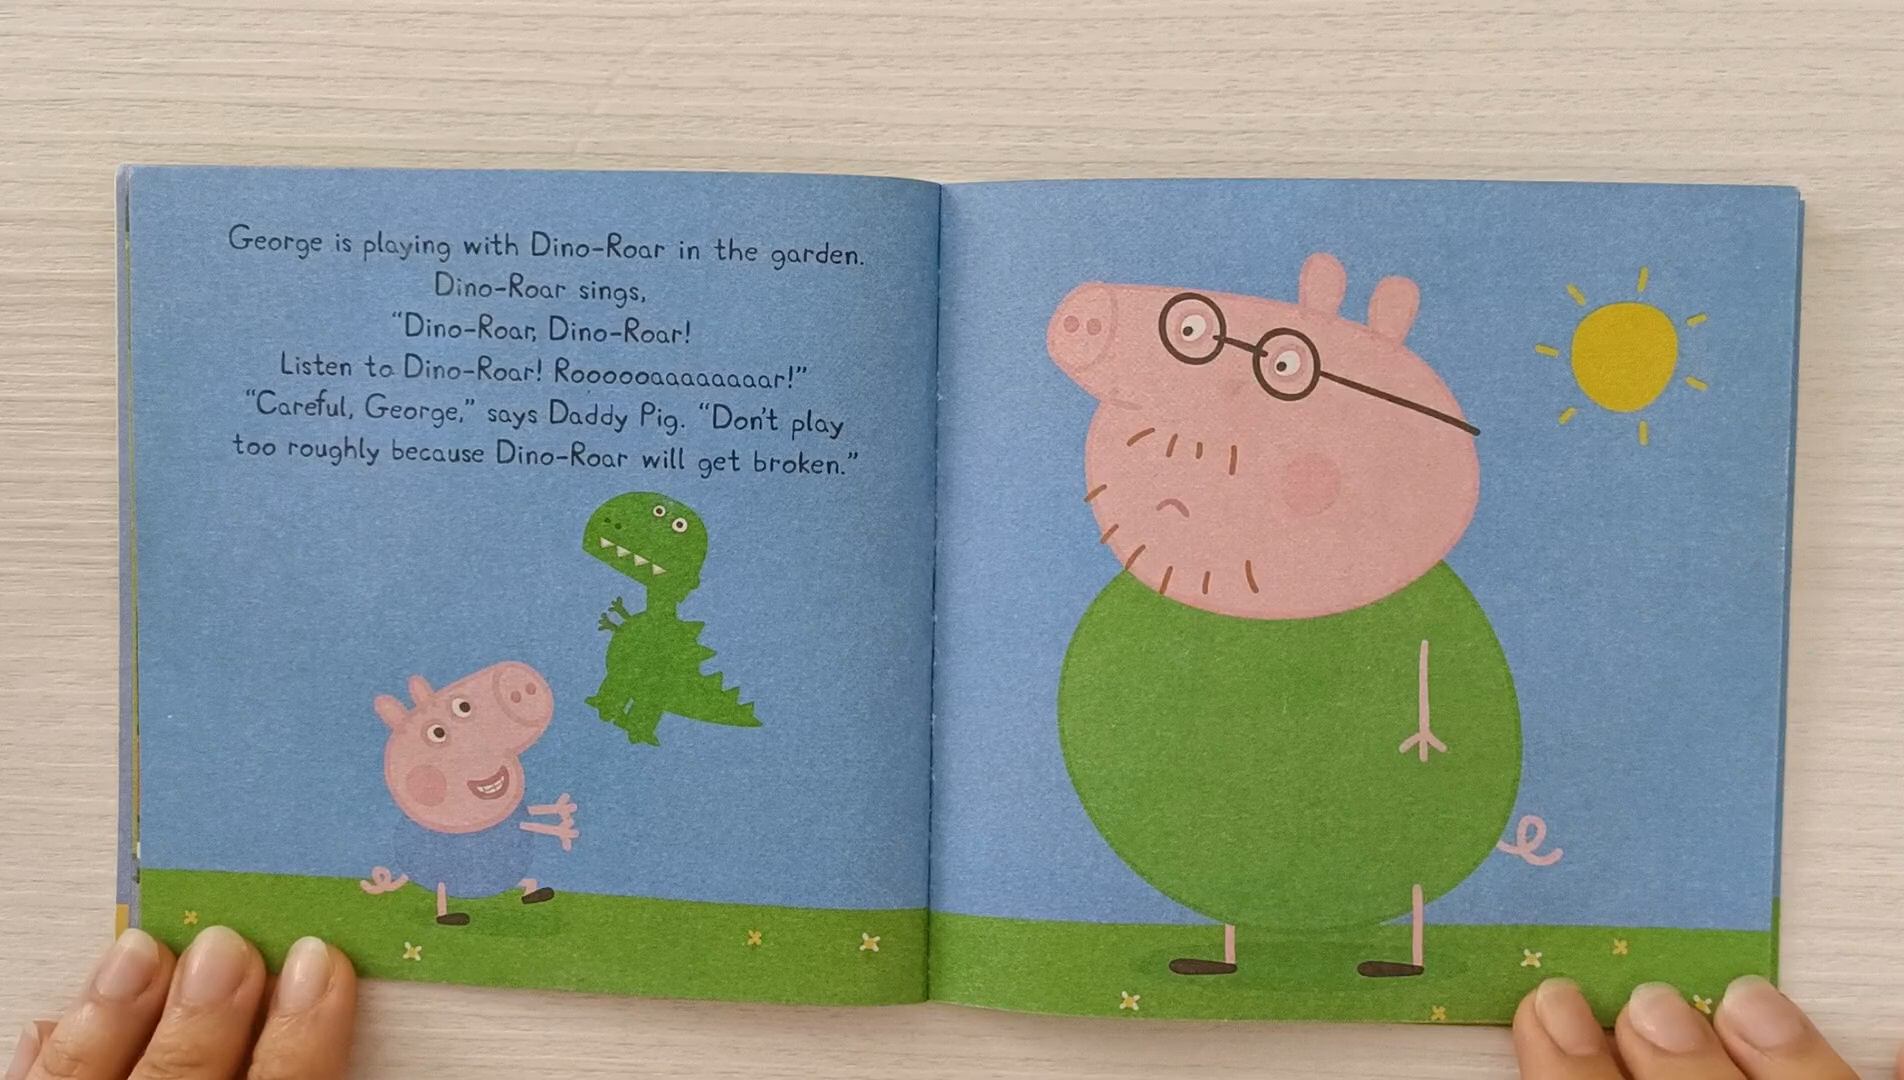 George is playing with Dino-Roar in the garden.
Dino-Roar sings,
“Dino-Roar, Dino-Roar!
Listen to Dino-Roar! Roooooaaaaaaaaar!”
“Careful, George,” says Daddy Pig. “Don’t play
too roughly because Dino-Roar will get broken.”